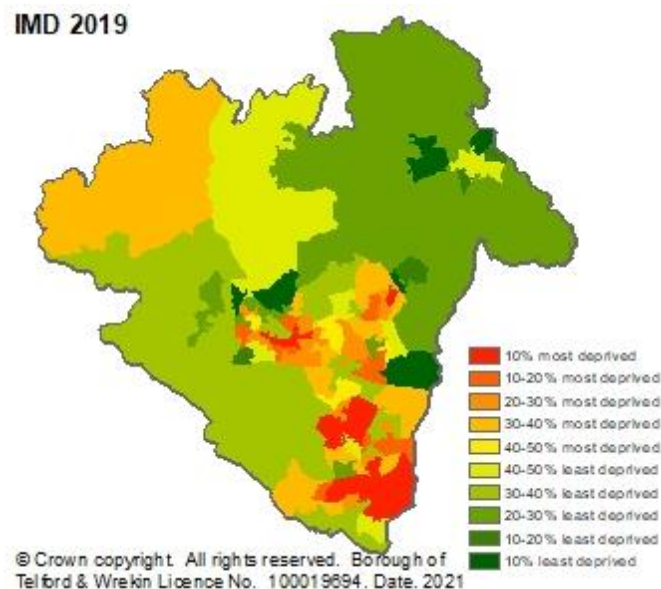 IMD 2019
10% most deprived
10-20% most deprived
20-30% most deprived
30-40% most deprived
40-50% most deprived
40-50% least deprived
30-40% least deprived
20-30% least deprived
10-20% least deprived
10% least deprived
© Crown copyright. All rights reserved. Borough of
Telford & Wrekin Licence No. 100019694. Date. 2021